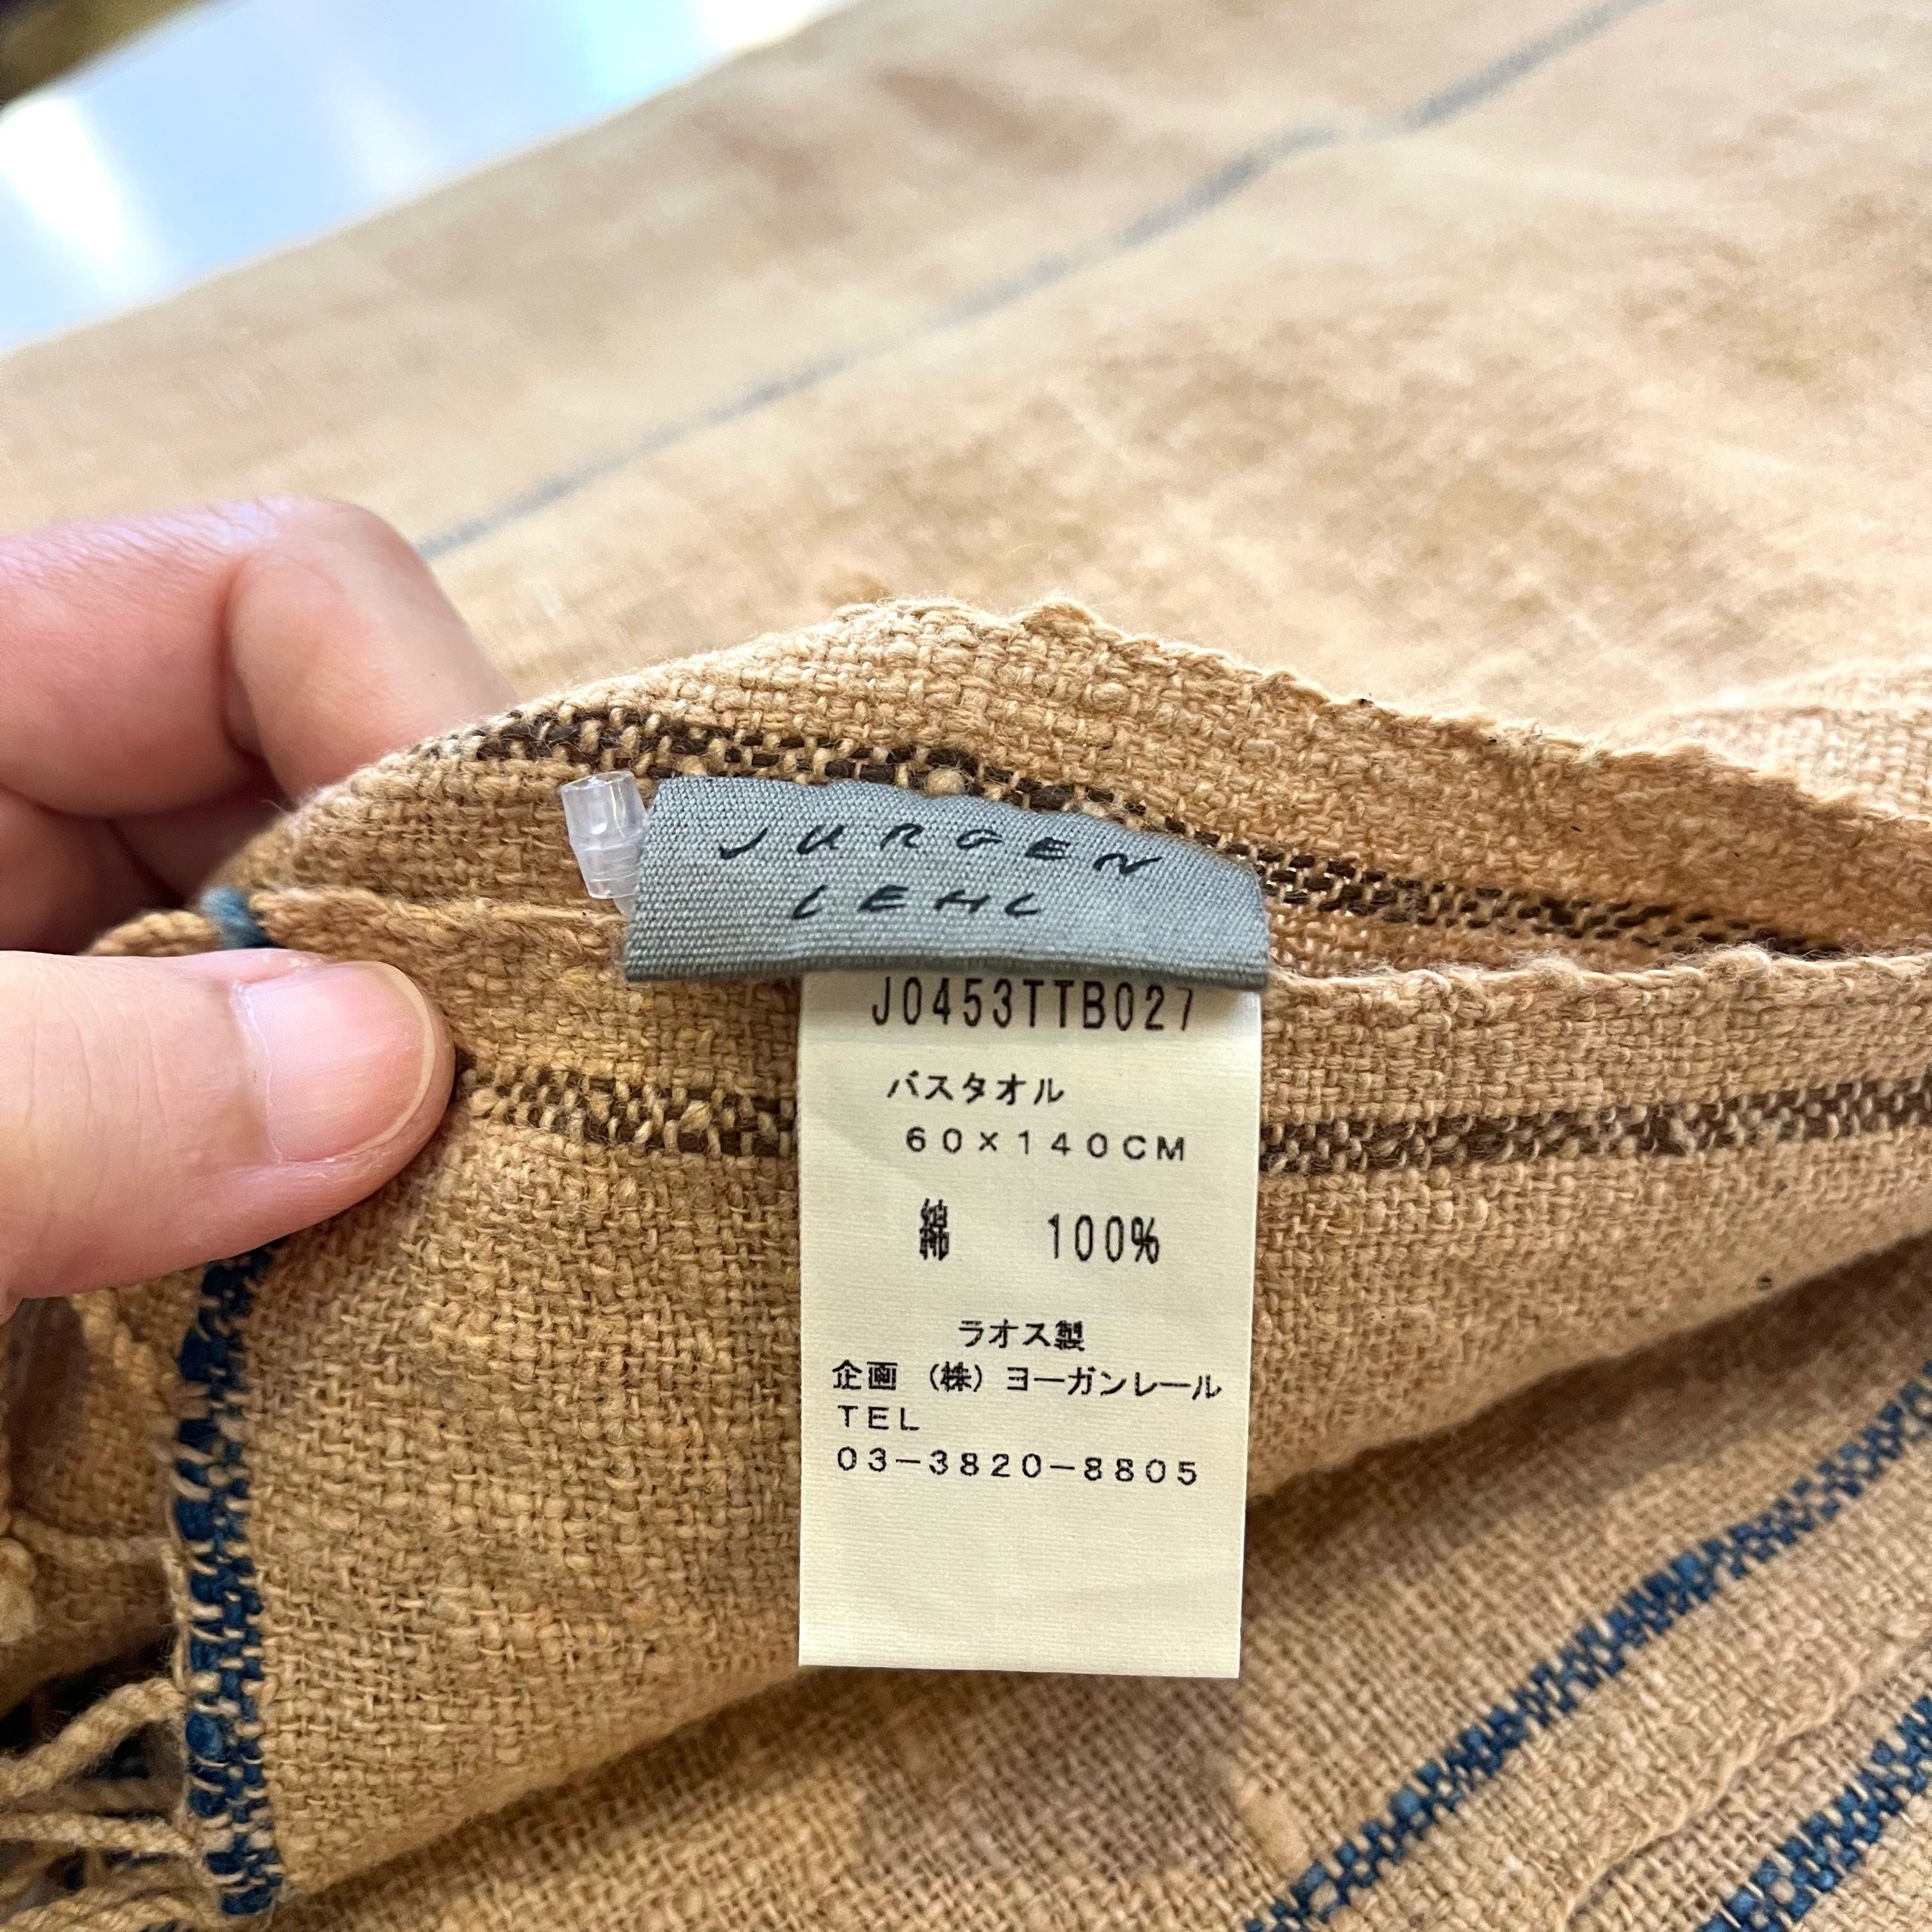 JURGEN
LEHL
J0453TTB027
バスタオル
60×140CM
綿 100%
ラオス製
企画 (株) ヨーガンレール
TEL
03-3820-8805